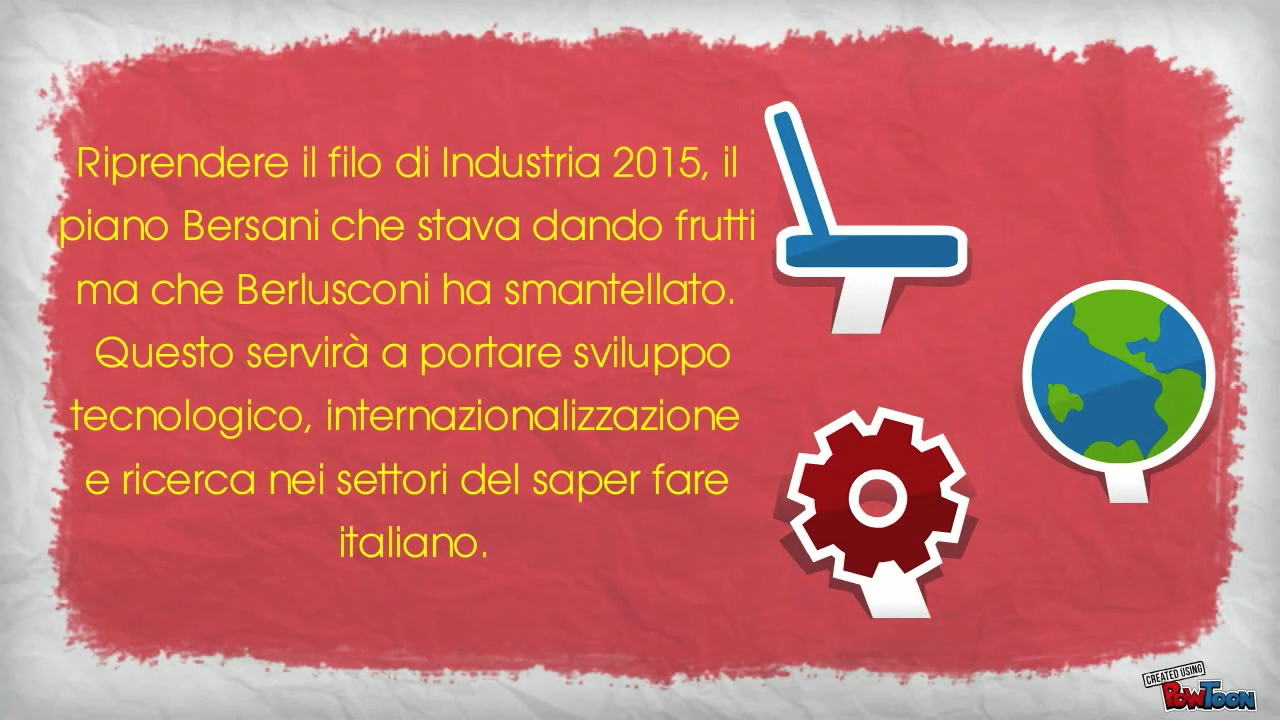 Riprendere il filo di Industria 2015, il
piano Bersani che stava dando frutti
ma che Berlusconi ha smantellato.
Questo servirà a portare sviluppo
tecnologico, internazionalizzazione
e ricerca nei settori del saper fare
italiano.
CREATED USING
POWTOON